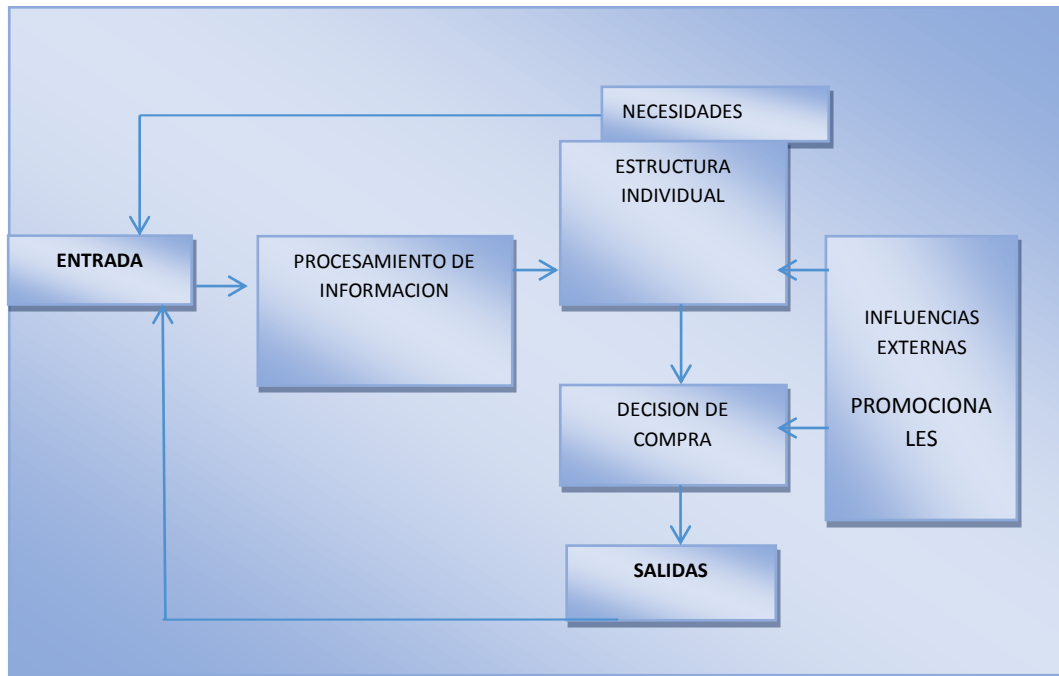 NECESIDADES
ESTRUCTURA
INDIVIDUAL
ENTRADA
PROCESAMIENTO DE
INFORMACION
INFLUENCIAS
EXTERNAS
PROMOCIONA
LES
DECISION DE
COMPRA
SALIDAS